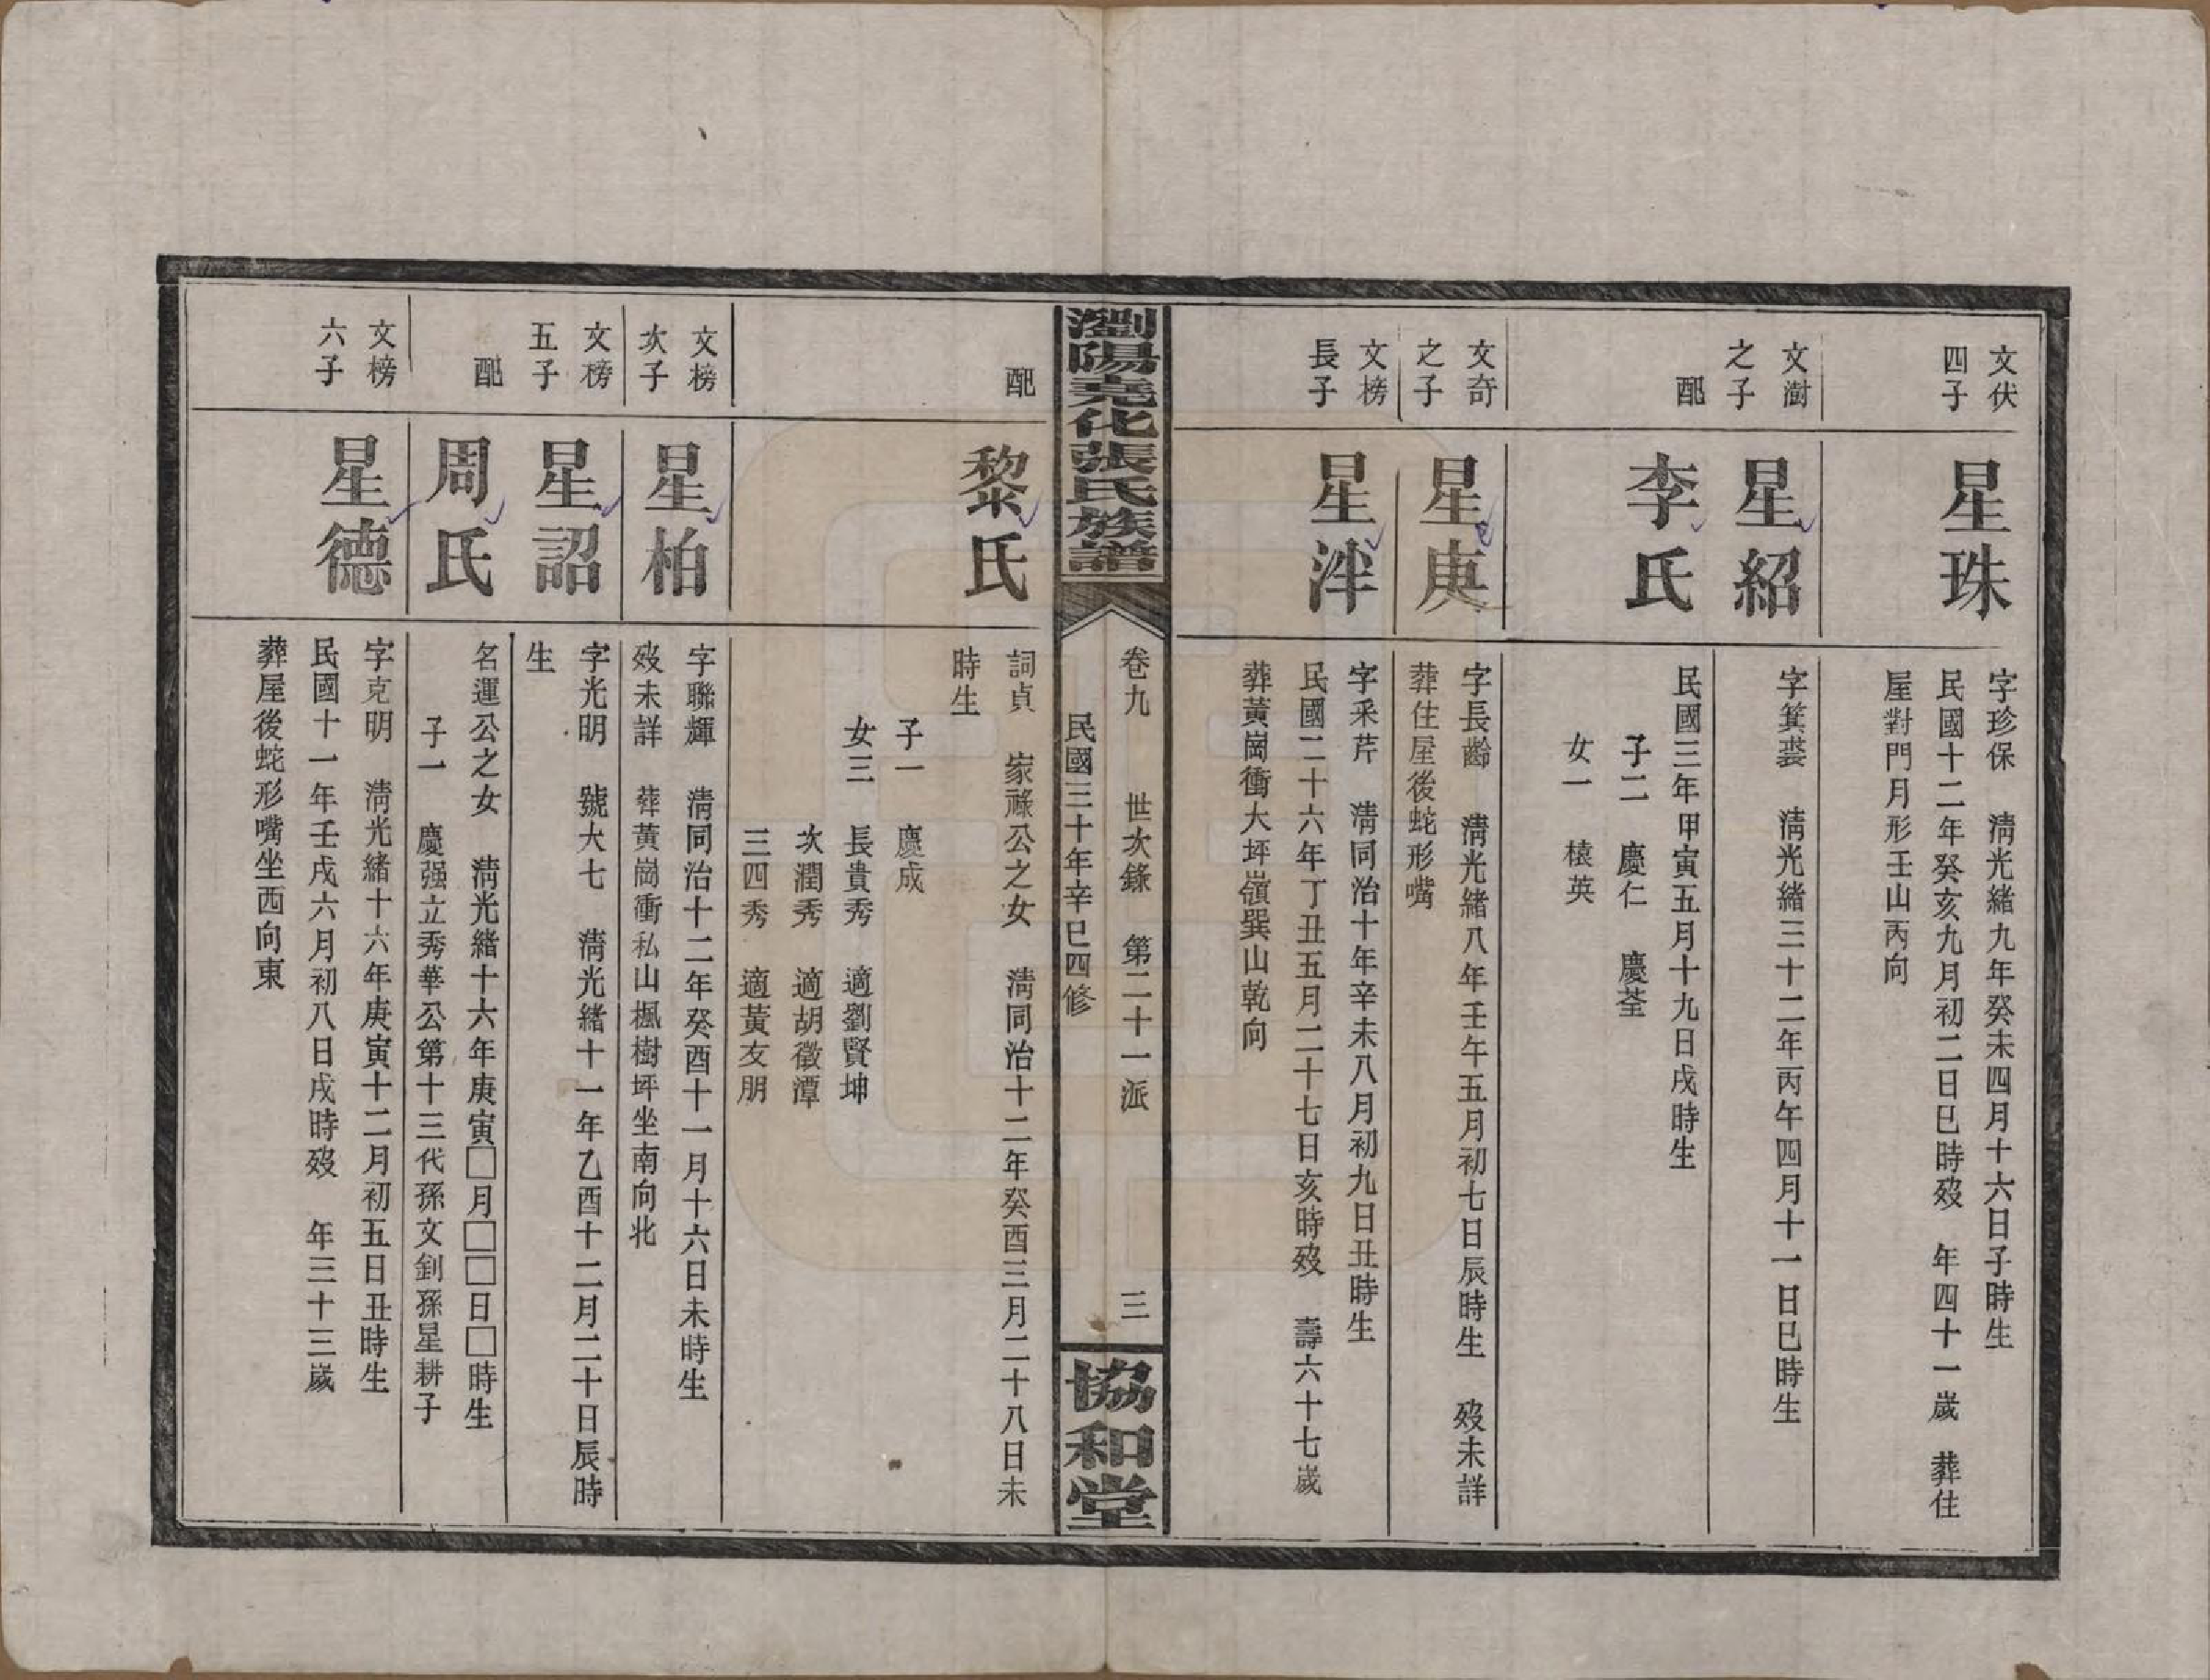 文伏
四子
星珠
字珍保　清光緒九年癸未四月十六日子時生
民國十二年癸亥九月初二日巳時歿　年四十一歲　葬住
屋對門月形壬山丙向
文澍
之子
星紹
字箕裘　清光緒三十二年丙午四月十一日巳時生
配
李氏
民國三年甲寅五月十九日戌時生
子二　慶仁　慶荃
女一　榱英
文奇
之子
星庚
字長齡　清光緒八年壬午五月初七日辰時生　歿未詳
葬住屋後蛇形嘴
文榜
長子
星泮
字采芹　清同治十年辛未八月初九日丑時生
民國二十六年丁丑五月二十七日亥時歿　壽六十七歲
葬黃崗衝大坪嶺巽山乾向
瀏陽堯化張氏族譜
卷九　世次錄　第二十一派　三
民國三十年辛巳四修
協和堂
配
黎氏
詞貞　家祿公之女　清同治十二年癸酉三月二十八日未
時生
子一　慶成
女三　長貴秀　適劉賢坤
次潤秀　適胡徵潭
三四秀　適黃友朋
文榜
次子
星柏
字聯輝　清同治十二年癸酉十一月十六日未時生
歿未詳　葬黃崗衝私山楓樹坪坐南向北
文榜
五子
星詔
字光明　號大七　清光緒十一年乙酉十二月二十日辰時
生
配
周氏
名運公之女　清光緒十六年庚寅□月□□日□時生
子一　慶强立秀華公第十三代孫文釗孫星耕子
文榜
六子
星德
字克明　清光緒十六年庚寅十二月初五日丑時生
民國十一年壬戌六月初八日戌時歿　年三十三歲
葬屋後蛇形嘴坐西向東